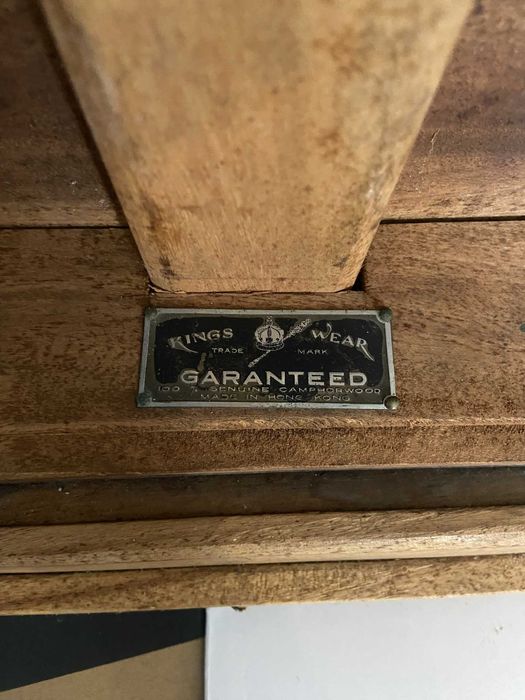 KINGS WEAR
TRADE MARK
GARANTEED
100 % GENUINE CAMPHORWOOD
MADE IN HONG KONG